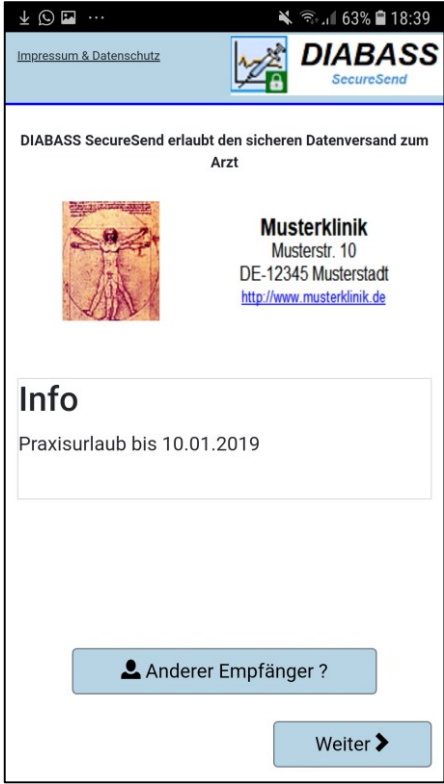 63% 18:39
Impressum & Datenschutz
DIABASS
SecureSend
DIABASS SecureSend erlaubt den sicheren Datenversand zum
Arzt
Musterklinik
Musterstr. 10
DE-12345 Musterstadt
http://www.musterklinik.de
Info
Praxisurlaub bis 10.01.2019
Anderer Empfänger ?
Weiter